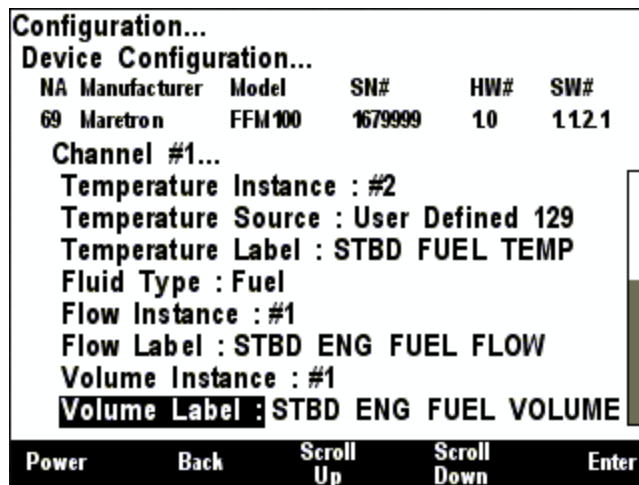 Configuration...
Device Configuration...
NA Manufacturer Model SN# HW# SW#
69 Maretron FFM100 1679999 1.0 1.1.2.1
Channel #1...
Temperature Instance : #2
Temperature Source : User Defined 129
Temperature Label : STBD FUEL TEMP
Fluid Type : Fuel
Flow Instance : #1
Flow Label : STBD ENG FUEL FLOW
Volume Instance : #1
Volume Label : STBD ENG FUEL VOLUME
Power Back Scroll Up Scroll Down Enter